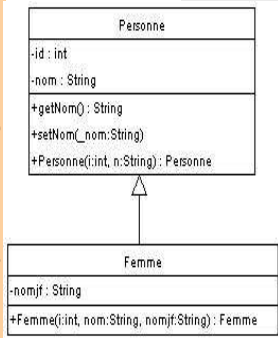 Personne
-id : int
-nom : String
+getNom() : String
+setNom(_nom:String)
+Personne(i:int, n:String) : Personne
Femme
-nomjf : String
+Femme(i:int, nom:String, nomjf:String) : Femme